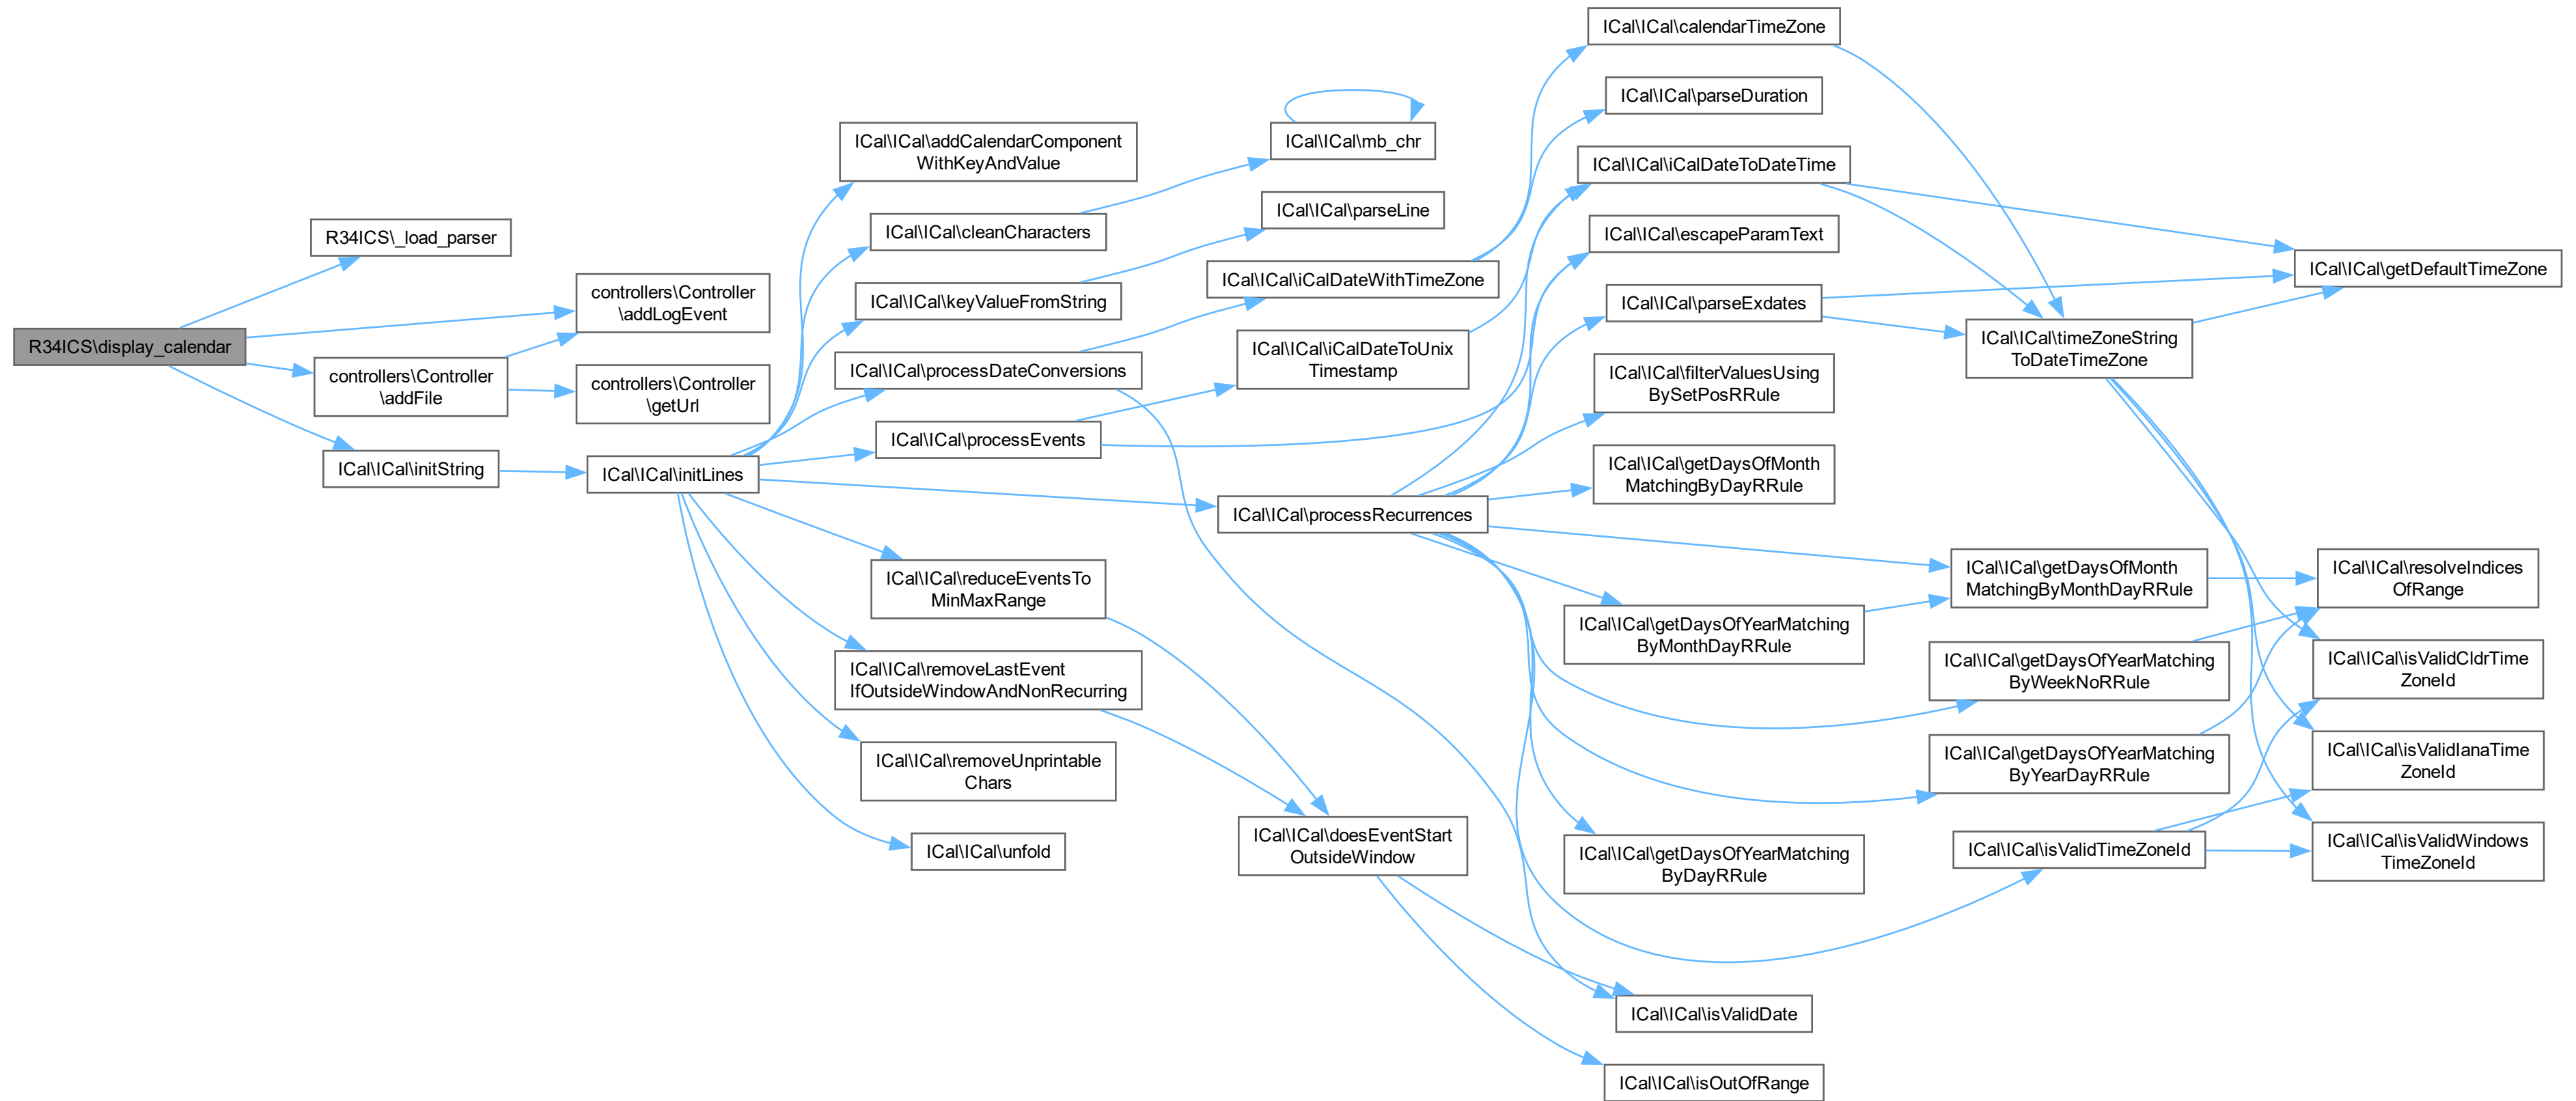 R34ICS\display_calendar
R34ICS\_load_parser
controllers\Controller
\addLogEvent
controllers\Controller
\addFile
controllers\Controller
\getUrl
ICal\ICal\initString
ICal\ICal\initLines
ICal\ICal\addCalendarComponent
WithKeyAndValue
ICal\ICal\cleanCharacters
ICal\ICal\keyValueFromString
ICal\ICal\processDateConversions
ICal\ICal\processEvents
ICal\ICal\reduceEventsTo
MinMaxRange
ICal\ICal\removeLastEvent
IfOutsideWindowAndNonRecurring
ICal\ICal\removeUnprintable
Chars
ICal\ICal\unfold
ICal\ICal\mb_chr
ICal\ICal\parseLine
ICal\ICal\iCalDateWithTimeZone
ICal\ICal\iCalDateToUnix
Timestamp
ICal\ICal\processRecurrences
ICal\ICal\doesEventStart
OutsideWindow
ICal\ICal\calendarTimeZone
ICal\ICal\parseDuration
ICal\ICal\iCalDateToDateTime
ICal\ICal\escapeParamText
ICal\ICal\parseExdates
ICal\ICal\filterValuesUsing
BySetPosRRule
ICal\ICal\getDaysOfMonth
MatchingByDayRRule
ICal\ICal\getDaysOfYearMatching
ByMonthDayRRule
ICal\ICal\getDaysOfYearMatching
ByDayRRule
ICal\ICal\isValidDate
ICal\ICal\isOutOfRange
ICal\ICal\timeZoneString
ToDateTimeZone
ICal\ICal\getDaysOfMonth
MatchingByMonthDayRRule
ICal\ICal\getDaysOfYearMatching
ByWeekNoRRule
ICal\ICal\getDaysOfYearMatching
ByYearDayRRule
ICal\ICal\isValidTimeZoneId
ICal\ICal\getDefaultTimeZone
ICal\ICal\resolveIndices
OfRange
ICal\ICal\isValidCldrTime
ZoneId
ICal\ICal\isValidIanaTime
ZoneId
ICal\ICal\isValidWindows
TimeZoneId